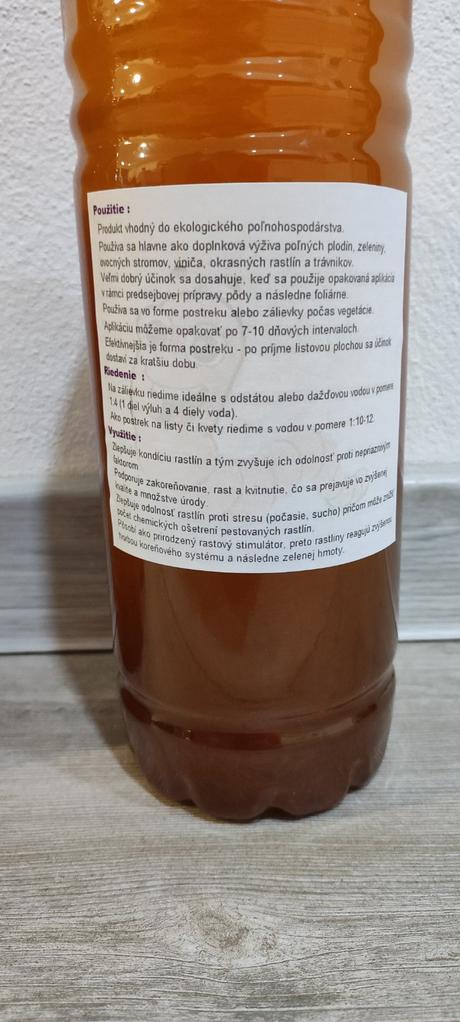 Použitie :
Produkt vhodný do ekologického poľnohospodárstva.
Používa sa hlavne ako doplnková výživa poľných plodín, zeleniny,
ovocných stromov, viniča, okrasných rastlín a trávnikov.
Veľmi dobrý účinok sa dosahuje, keď sa použije opakovaná aplikácia
v rámci predsejbovej prípravy pôdy a následne foliárne.
Používa sa vo forme postreku alebo zálievky počas vegetácie.
Aplikáciu môžeme opakovať po 7-10 dňových intervaloch.
Efektívnejšia je forma postreku - po príjme listovou plochou sa účinok
dostaví za kratšiu dobu.
Riedenie :
Na zálievku riedime ideálne s odstátou alebo dažďovou vodou v pomere
1:4 (1 diel výluh a 4 diely voda).
Ako postrek na listy či kvety riedime s vodou v pomere 1:10-12.
Využitie :
Zlepšuje kondíciu rastlín a tým zvyšuje ich odolnosť proti nepriaznivým
faktorom.
Podporuje zakoreňovanie, rast a kvitnutie, čo sa prejavuje vo zvýšenej
kvalite a množstve úrody.
Zlepšuje odolnosť rastlín proti stresu (počasie, sucho) pričom môže znížiť
počet chemických ošetrení pestovaných rastlín.
Pôsobí ako prirodzený rastový stimulátor, preto rastliny reagujú zvýšenou
tvorbou koreňového systému a následne zelenej hmoty.